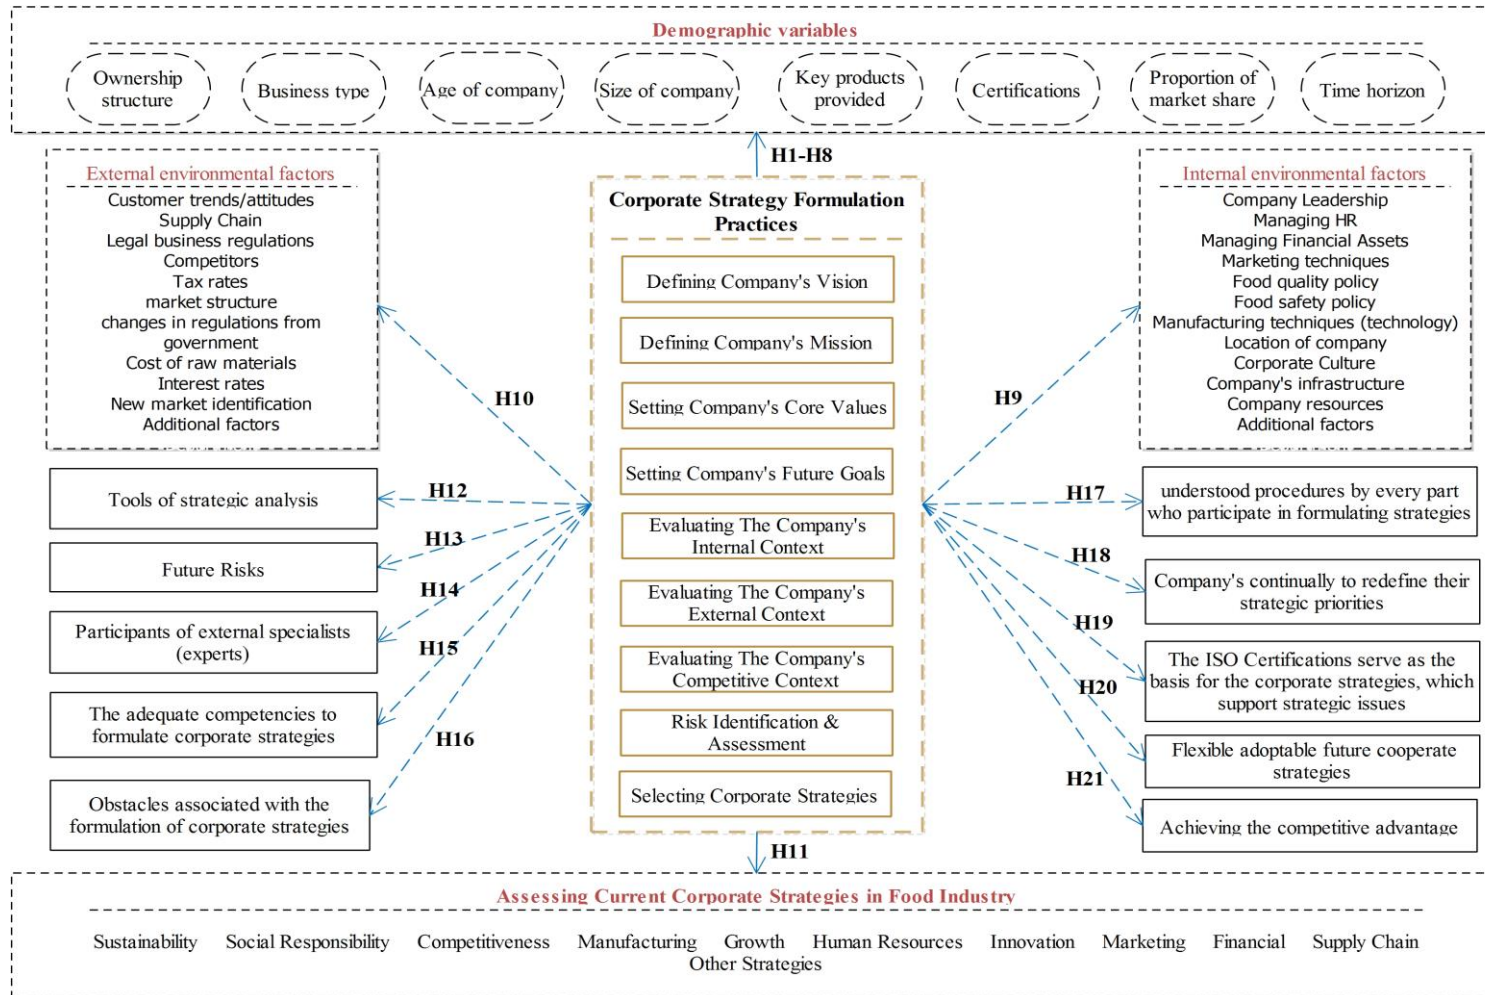 Demographic variables
Ownership
structure
Business type
Age of company
Size of company
Key products
provided
Certifications
Proportion of
market share
Time horizon
H1-H8
External environmental factors
Customer trends/attitudes
Supply Chain
Legal business regulations
Competitors
Tax rates
market structure
changes in regulations from
government
Cost of raw materials
Interest rates
New market identification
Additional factors
Corporate Strategy Formulation
Practices
Defining Company's Vision
Defining Company's Mission
Setting Company's Core Values
Setting Company's Future Goals
Evaluating The Company's
Internal Context
Evaluating The Company's
External Context
Evaluating The Company's
Competitive Context
Risk Identification &
Assessment
Selecting Corporate Strategies
Internal environmental factors
Company Leadership
Managing HR
Managing Financial Assets
Marketing techniques
Food quality policy
Food safety policy
Manufacturing techniques (technology)
Location of company
Corporate Culture
Company's infrastructure
Company resources
Additional factors
H10
H9
H12
H13
H14
H15
H16
H17
H18
H19
H20
H21
Tools of strategic analysis
Future Risks
Participants of external specialists
(experts)
The adequate competencies to
formulate corporate strategies
Obstacles associated with the
formulation of corporate strategies
understood procedures by every part
who participate in formulating strategies
Company's continually to redefine their
strategic priorities
The ISO Certifications serve as the
basis for the corporate strategies, which
support strategic issues
Flexible adoptable future cooperate
strategies
Achieving the competitive advantage
H11
Assessing Current Corporate Strategies in Food Industry
Sustainability Social Responsibility Competitiveness Manufacturing Growth Human Resources Innovation Marketing Financial Supply Chain
Other Strategies